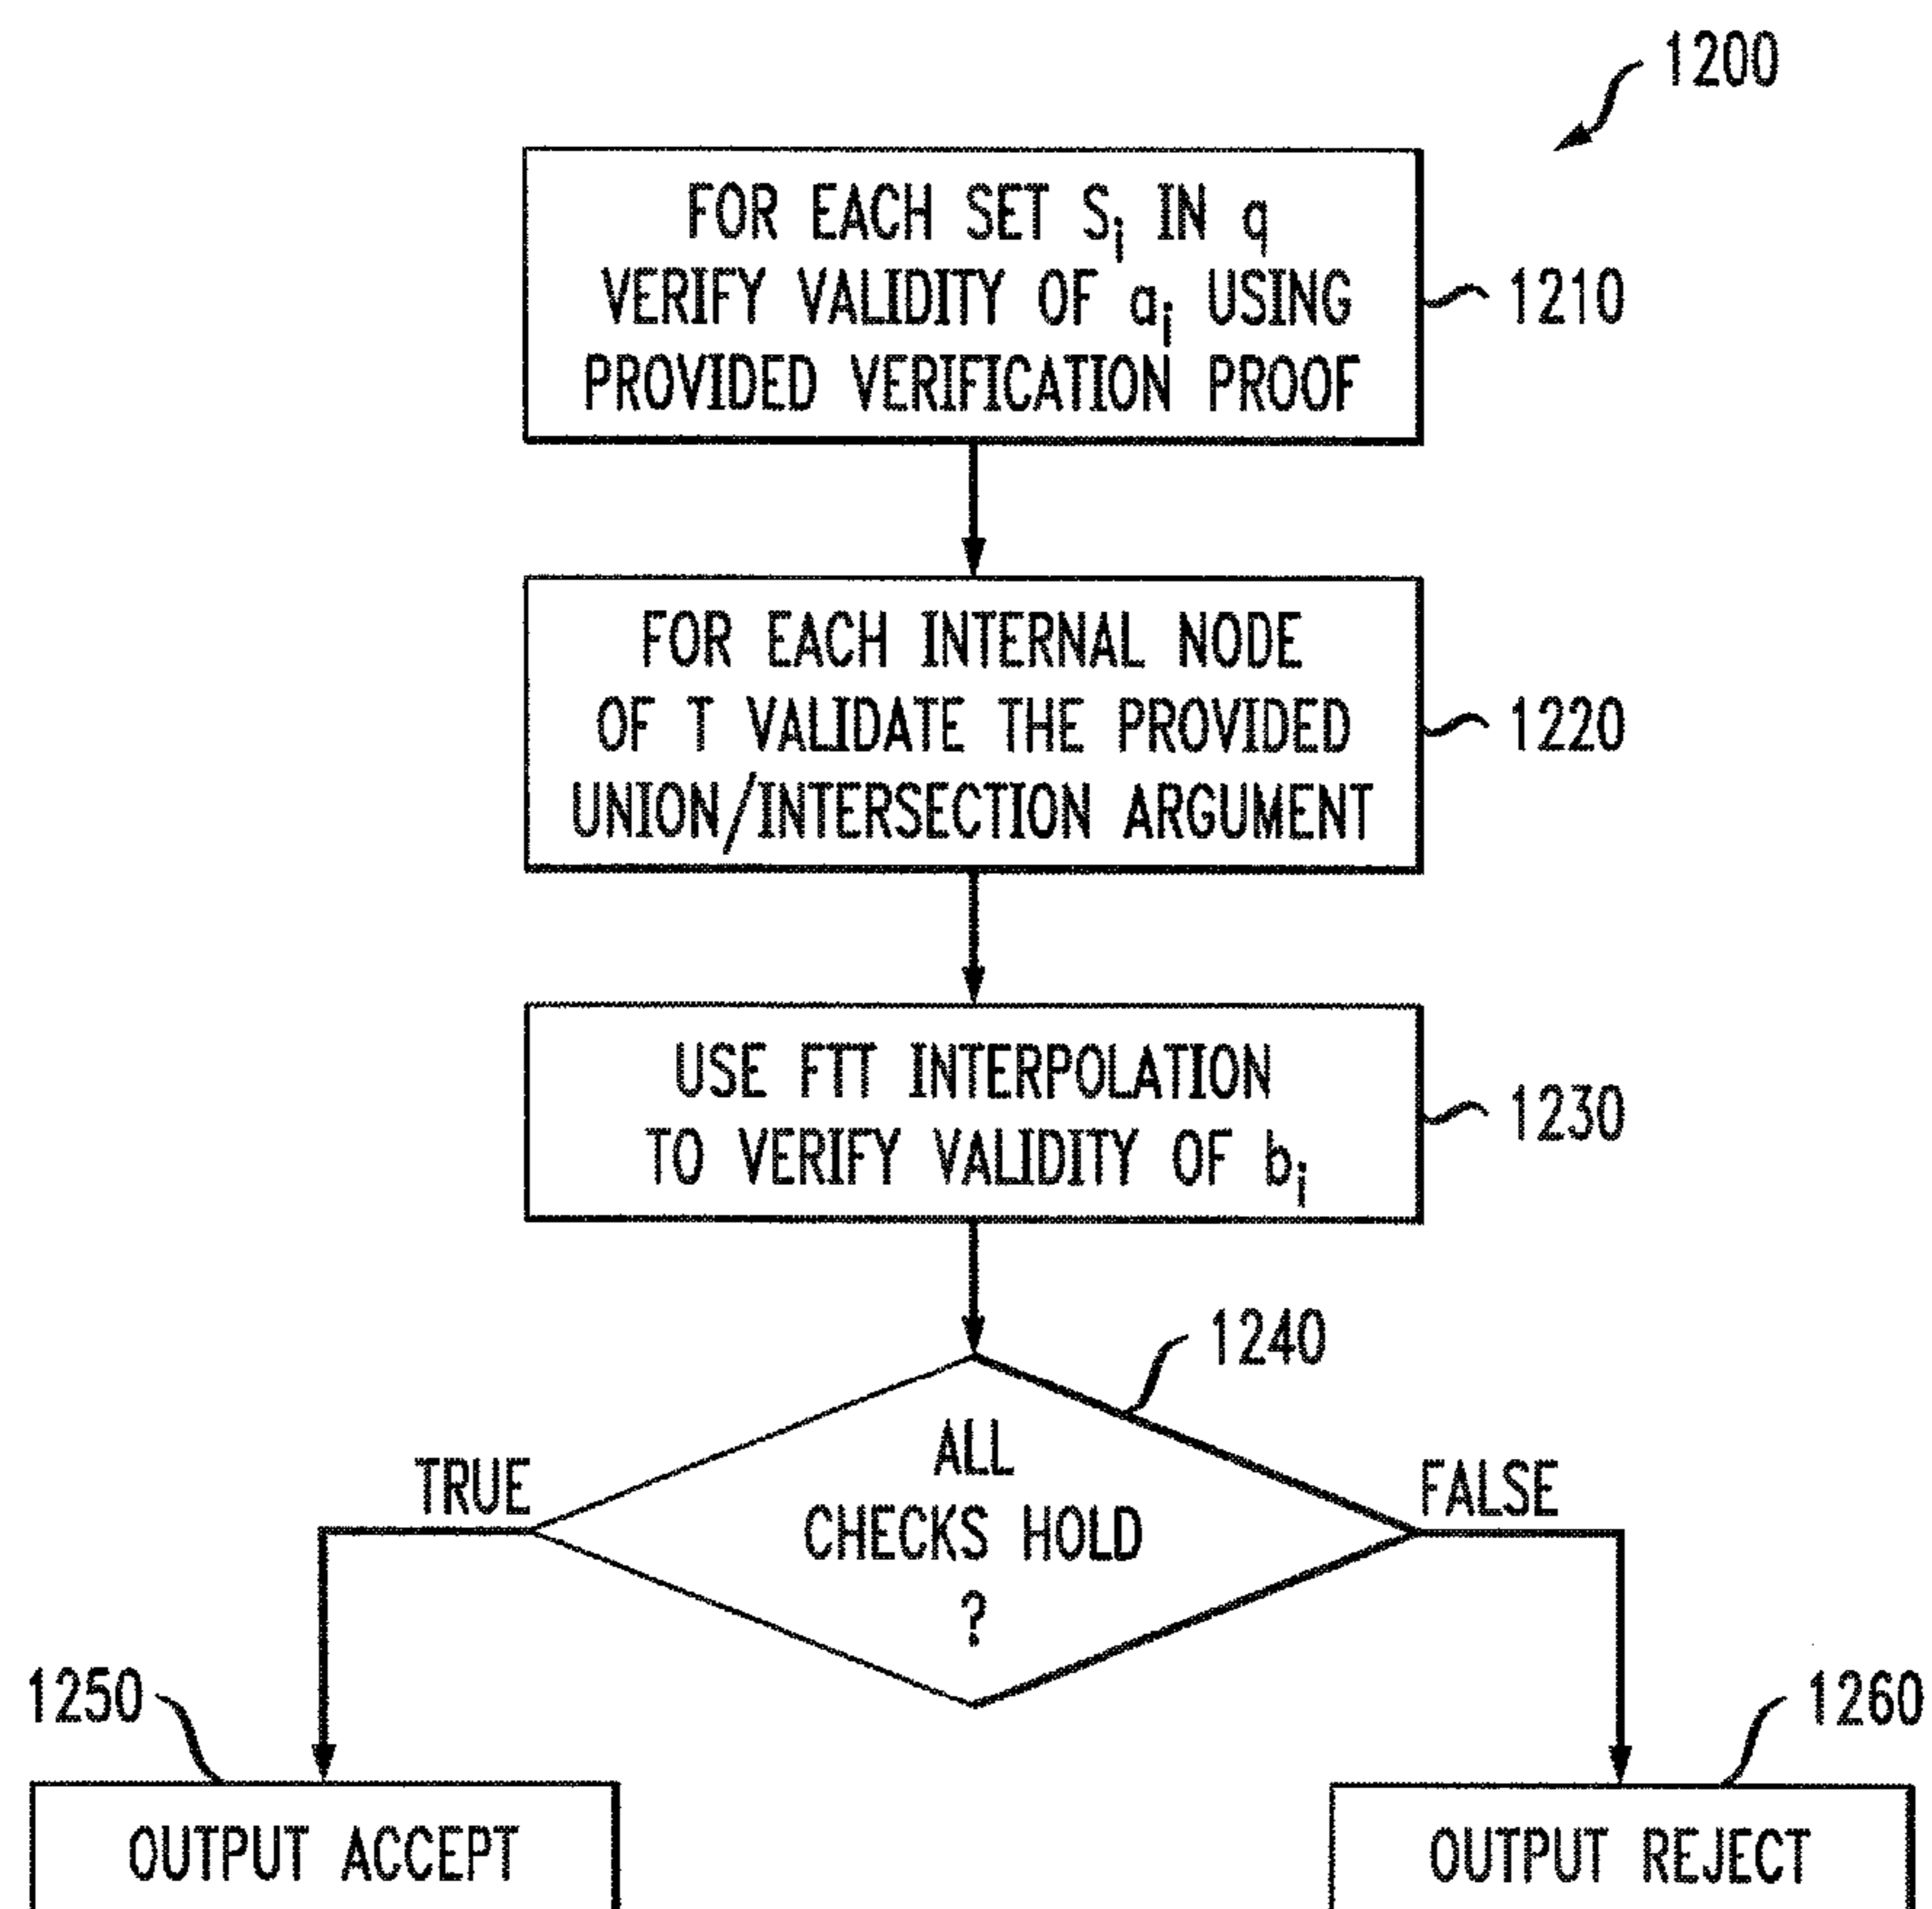 1200
FOR EACH SET Si IN q
VERIFY VALIDITY OF ai USING
PROVIDED VERIFICATION PROOF
1210
FOR EACH INTERNAL NODE
OF T VALIDATE THE PROVIDED
UNION/INTERSECTION ARGUMENT
1220
USE FTT INTERPOLATION
TO VERIFY VALIDITY OF bi
1230
1240
ALL
CHECKS HOLD
?
TRUE
FALSE
1250
OUTPUT ACCEPT
1260
OUTPUT REJECT